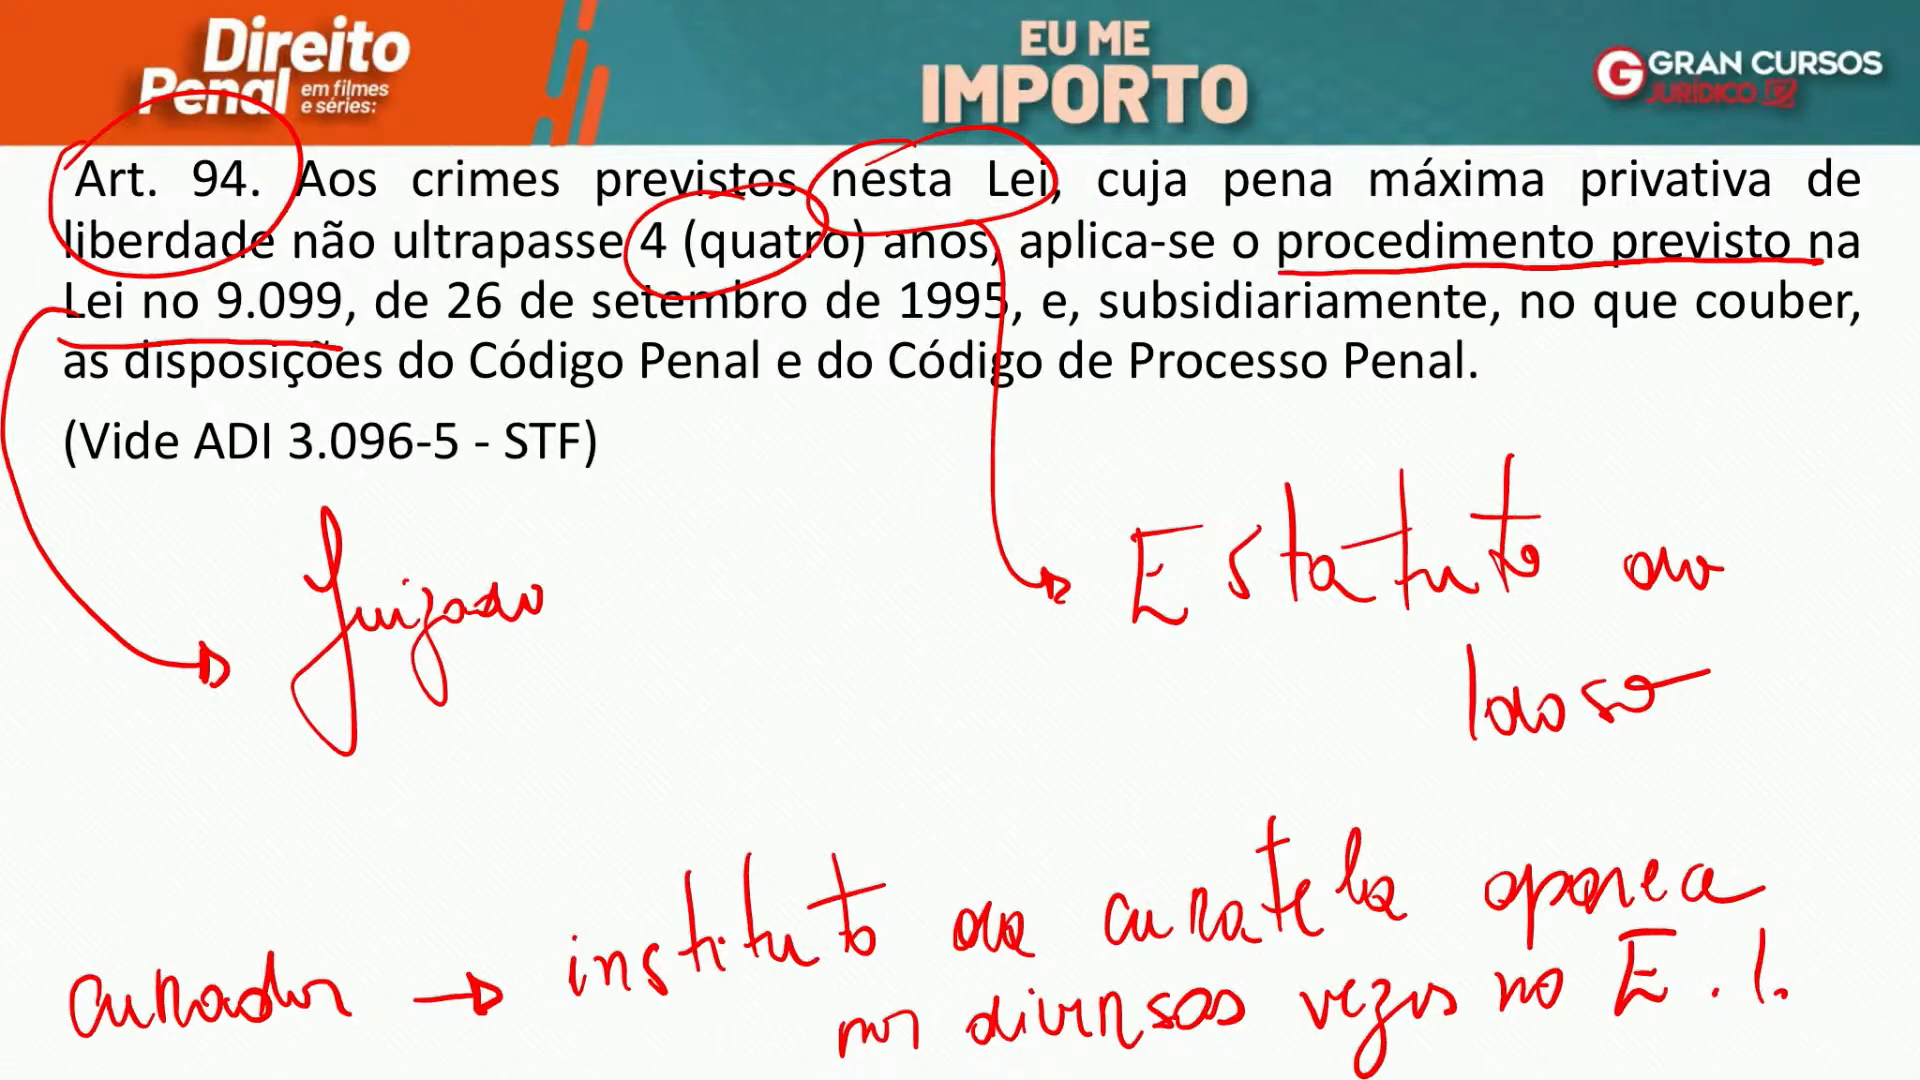 Direito
Penal em filmes
e séries:
EU ME
IMPORTO
GRAN CURSOS
JURÍDICO
Art. 94. Aos crimes previstos nesta Lei, cuja pena máxima privativa de
liberdade não ultrapasse 4 (quatro) anos, aplica-se o procedimento previsto na
Lei no 9.099, de 26 de setembro de 1995, e, subsidiariamente, no que couber,
as disposições do Código Penal e do Código de Processo Penal.
(Vide ADI 3.096-5 - STF)
Juizado
Estatuto do
Idoso
curador → instituto da curatela aparece
por diversas vezes no E.I.